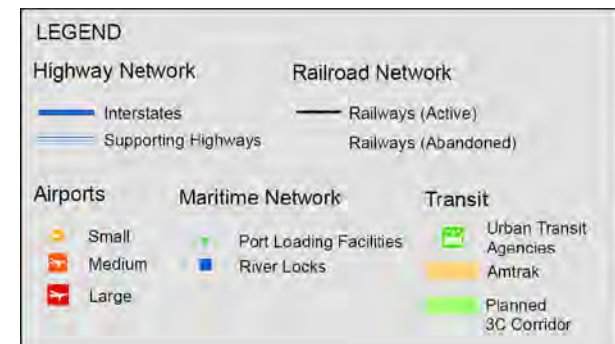 LEGEND
Highway Network
Railroad Network
Interstates
Railways (Active)
Supporting Highways
Railways (Abandoned)
Airports
Maritime Network
Transit
Small
Port Loading Facilities
Urban Transit
Agencies
Medium
River Locks
Amtrak
Large
Planned
3C Corridor